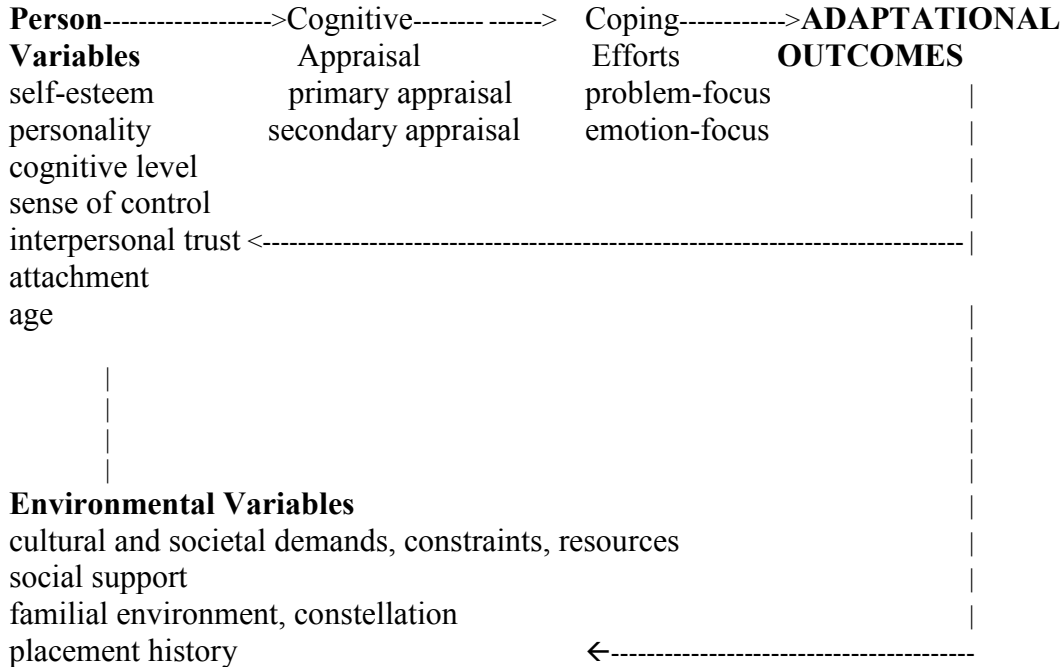 Person------------------->Cognitive-------- ------> Coping------------>ADAPTATIONAL
Variables Appraisal Efforts OUTCOMES
self-esteem primary appraisal problem-focus |
personality secondary appraisal emotion-focus |
cognitive level |
sense of control |
interpersonal trust <------------------------------------------------------------------------------- |
attachment
age |
|
| |
| |
| |
| |
Environmental Variables |
cultural and societal demands, constraints, resources |
social support |
familial environment, constellation |
placement history ←-----------------------------------------